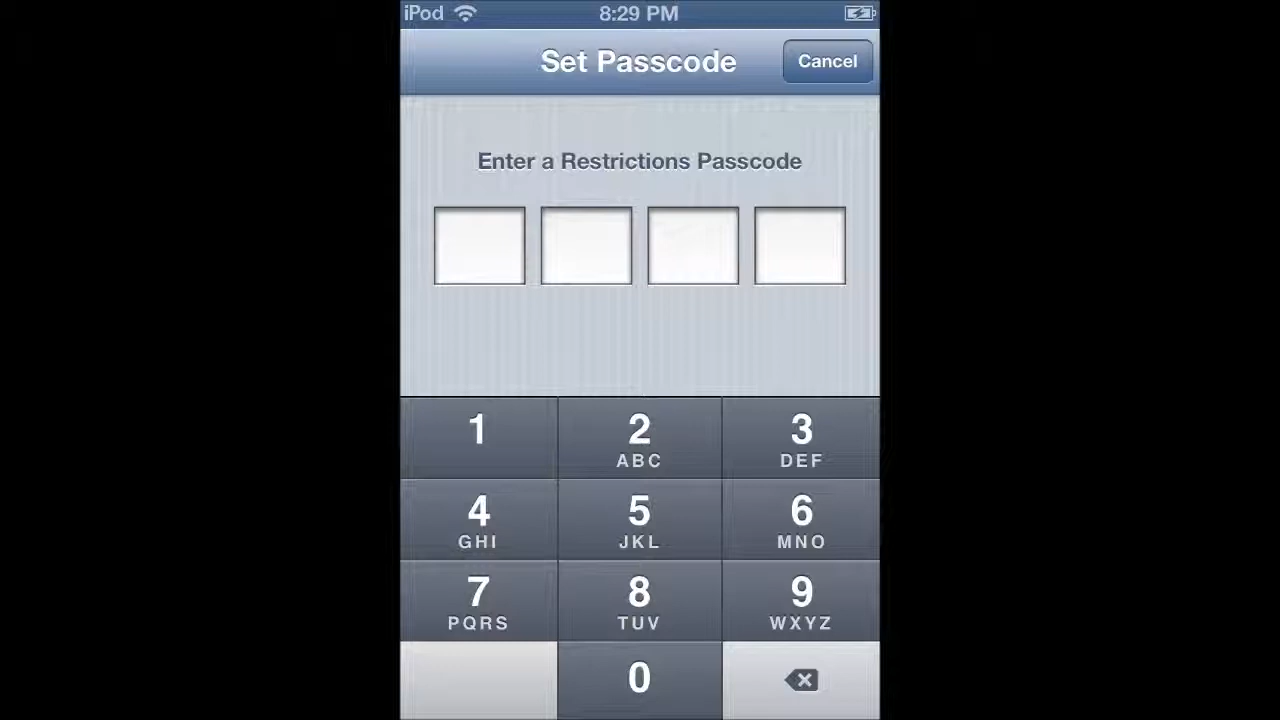 iPod 8:29 PM
Set Passcode Cancel
Enter a Restrictions Passcode
1 2 3
ABC DEF
4 5 6
GHI JKL MNO
7 8 9
PQRS TUV WXYZ
0